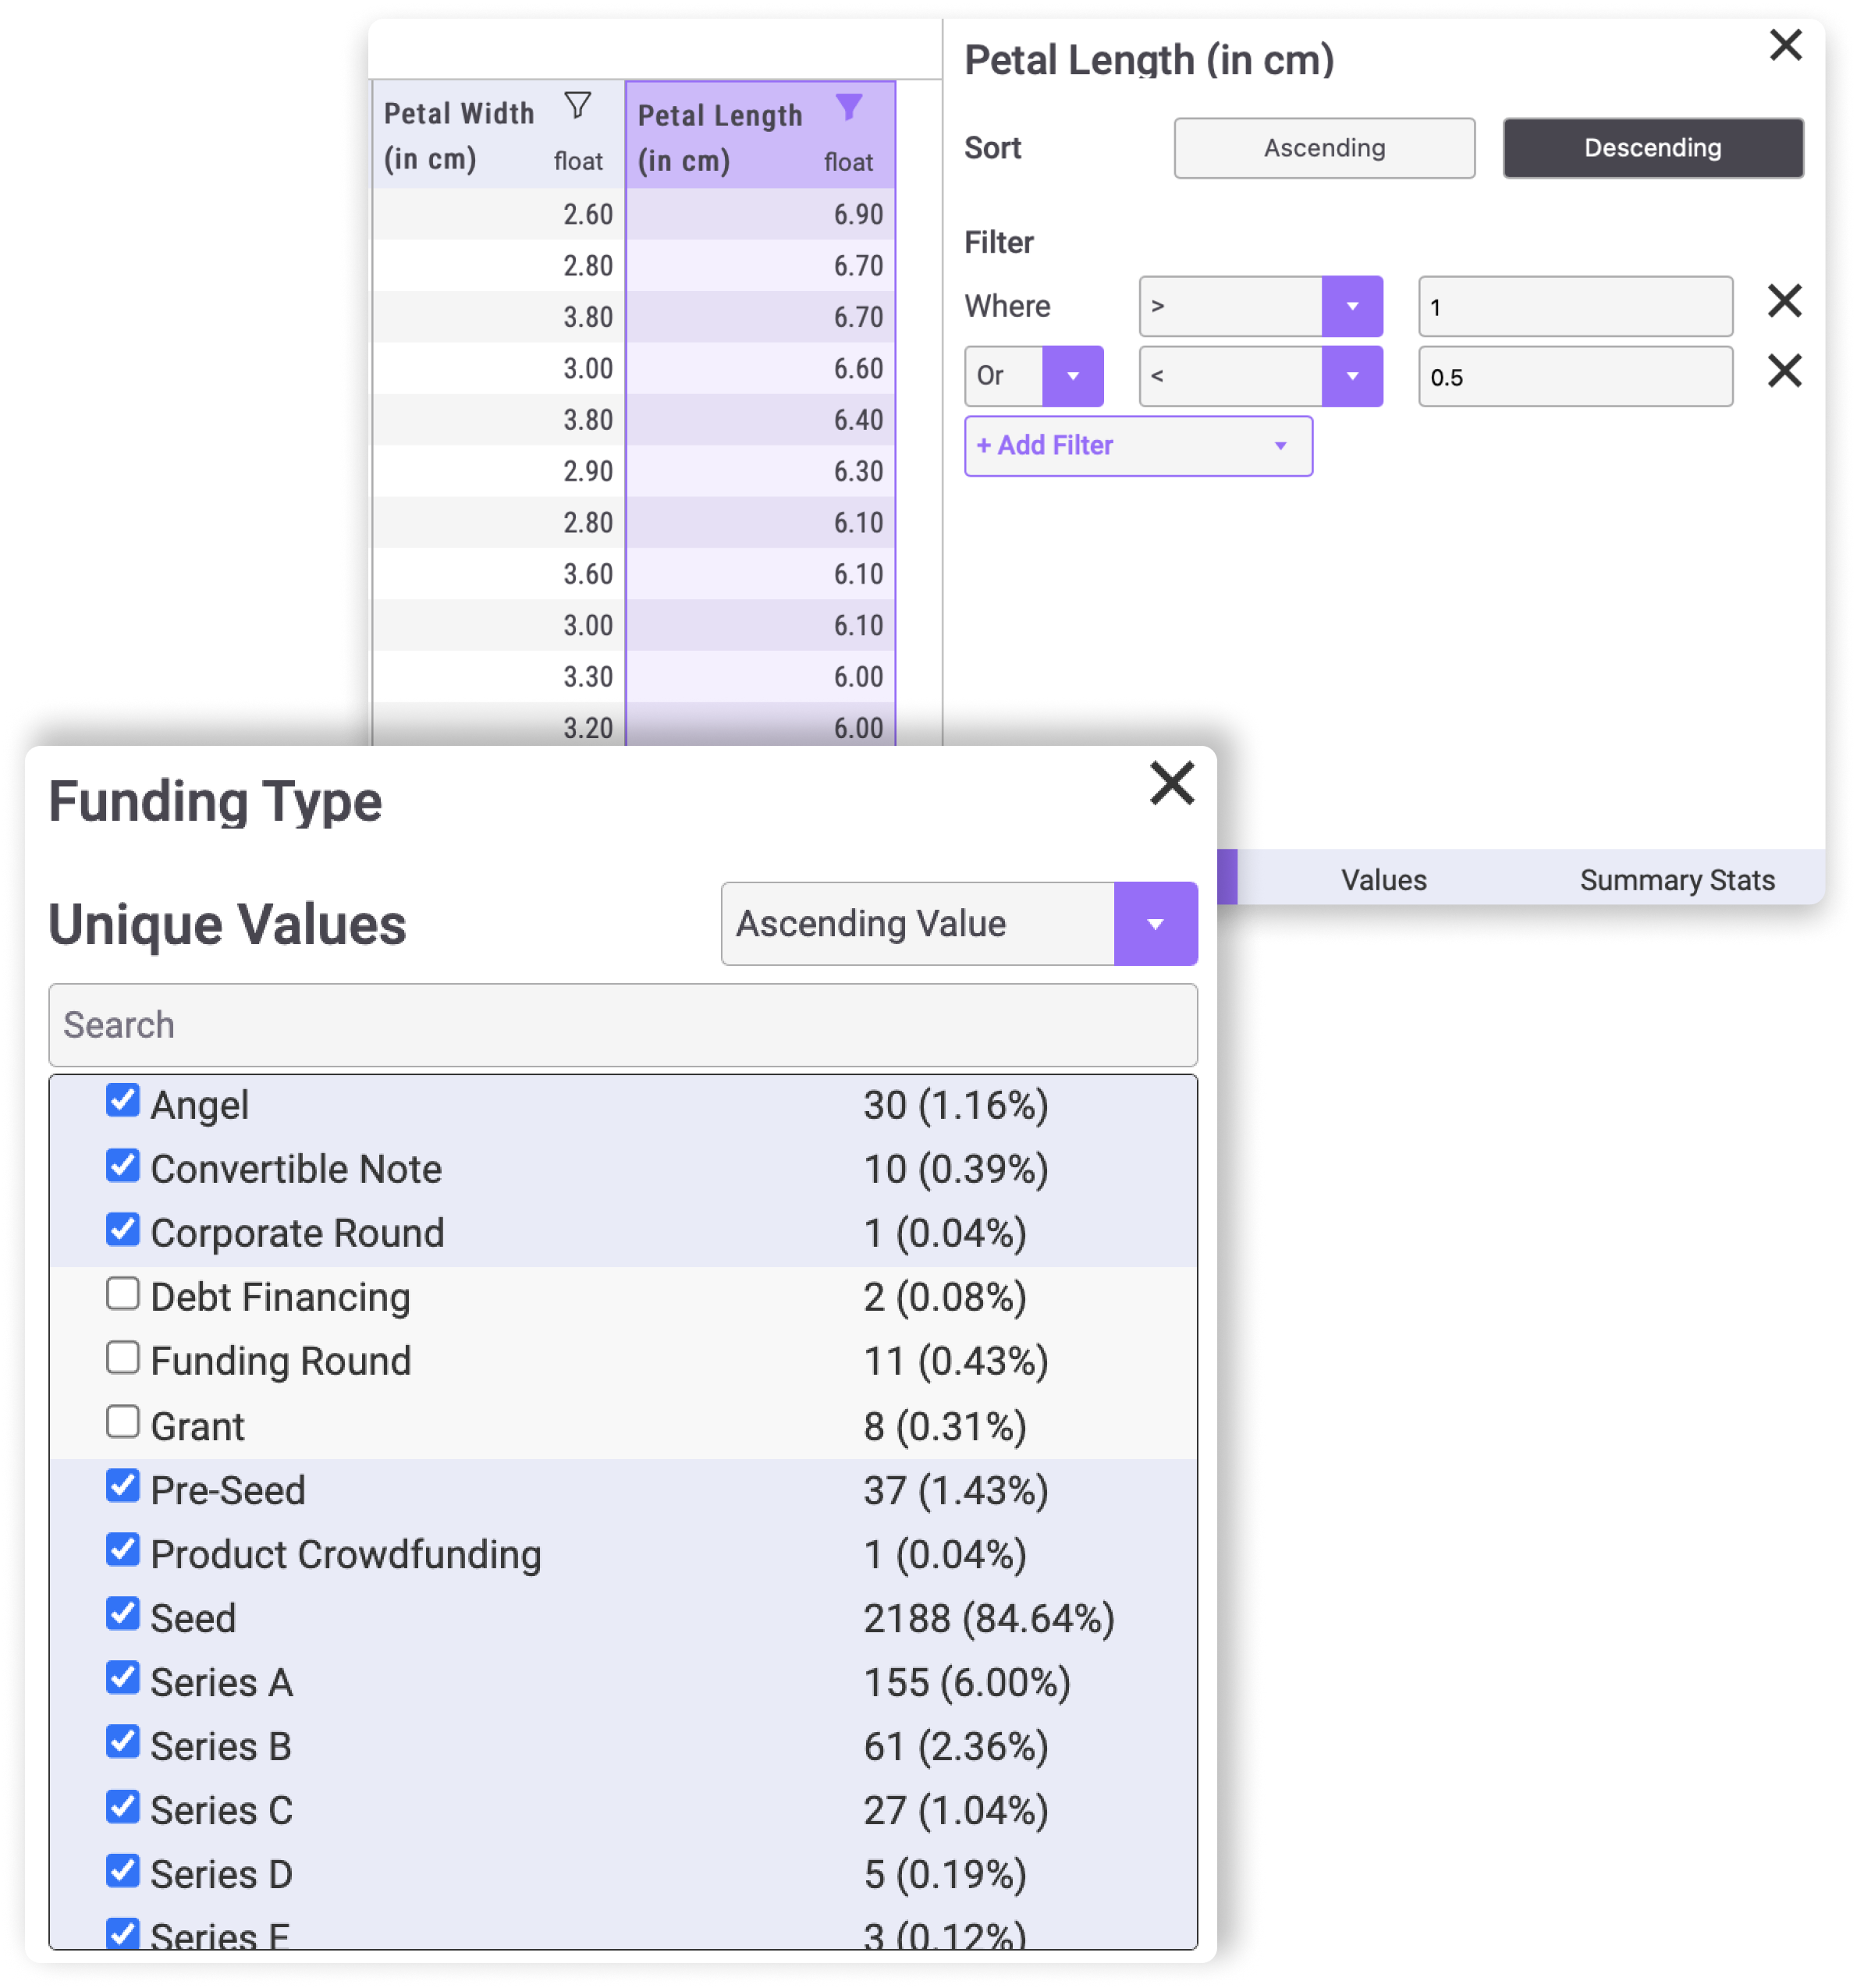 Petal Width
(in cm) float
Petal Length
(in cm) float
2.60 6.90
2.80 6.70
3.80 6.70
3.00 6.60
3.80 6.40
2.90 6.30
2.80 6.10
3.60 6.10
3.00 6.10
3.30 6.00
3.20 6.00
Petal Length (in cm)
Sort Ascending Descending
Filter
Where > 1
Or < 0.5
+ Add Filter
Values Summary Stats
Funding Type
Unique Values Ascending Value
Search
Angel 30 (1.16%)
Convertible Note 10 (0.39%)
Corporate Round 1 (0.04%)
Debt Financing 2 (0.08%)
Funding Round 11 (0.43%)
Grant 8 (0.31%)
Pre-Seed 37 (1.43%)
Product Crowdfunding 1 (0.04%)
Seed 2188 (84.64%)
Series A 155 (6.00%)
Series B 61 (2.36%)
Series C 27 (1.04%)
Series D 5 (0.19%)
Series E 3 (0.12%)